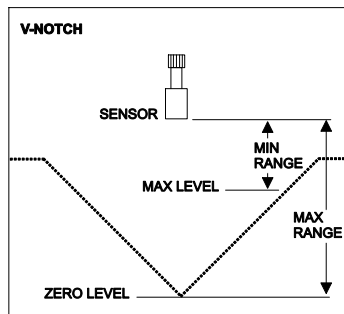 V-NOTCH
SENSOR
MIN
RANGE
MAX LEVEL
MAX
RANGE
ZERO LEVEL